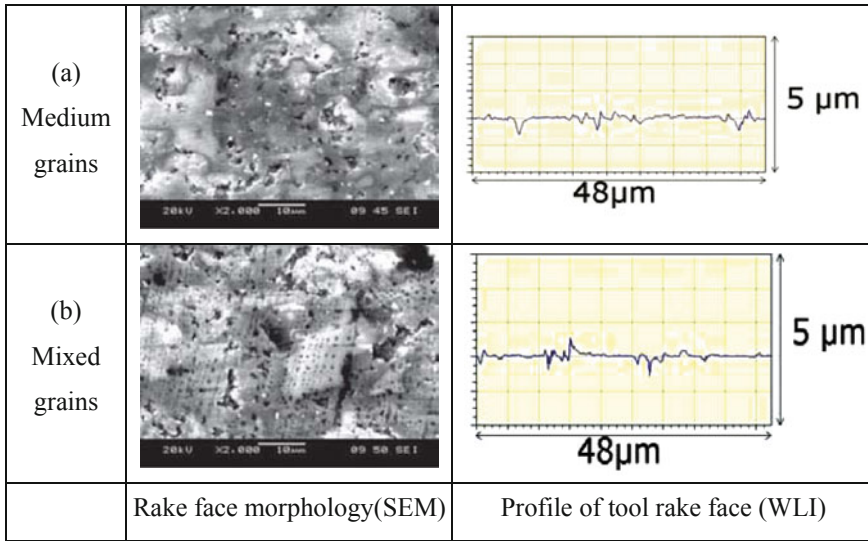 (a)
Medium
grains
20kV X2,000 10μm 09 45 SEI
5 μm
48μm
(b)
Mixed
grains
20kV X2,000 10μm 09 50 SEI
5 μm
48μm
Rake face morphology(SEM)
Profile of tool rake face (WLI)